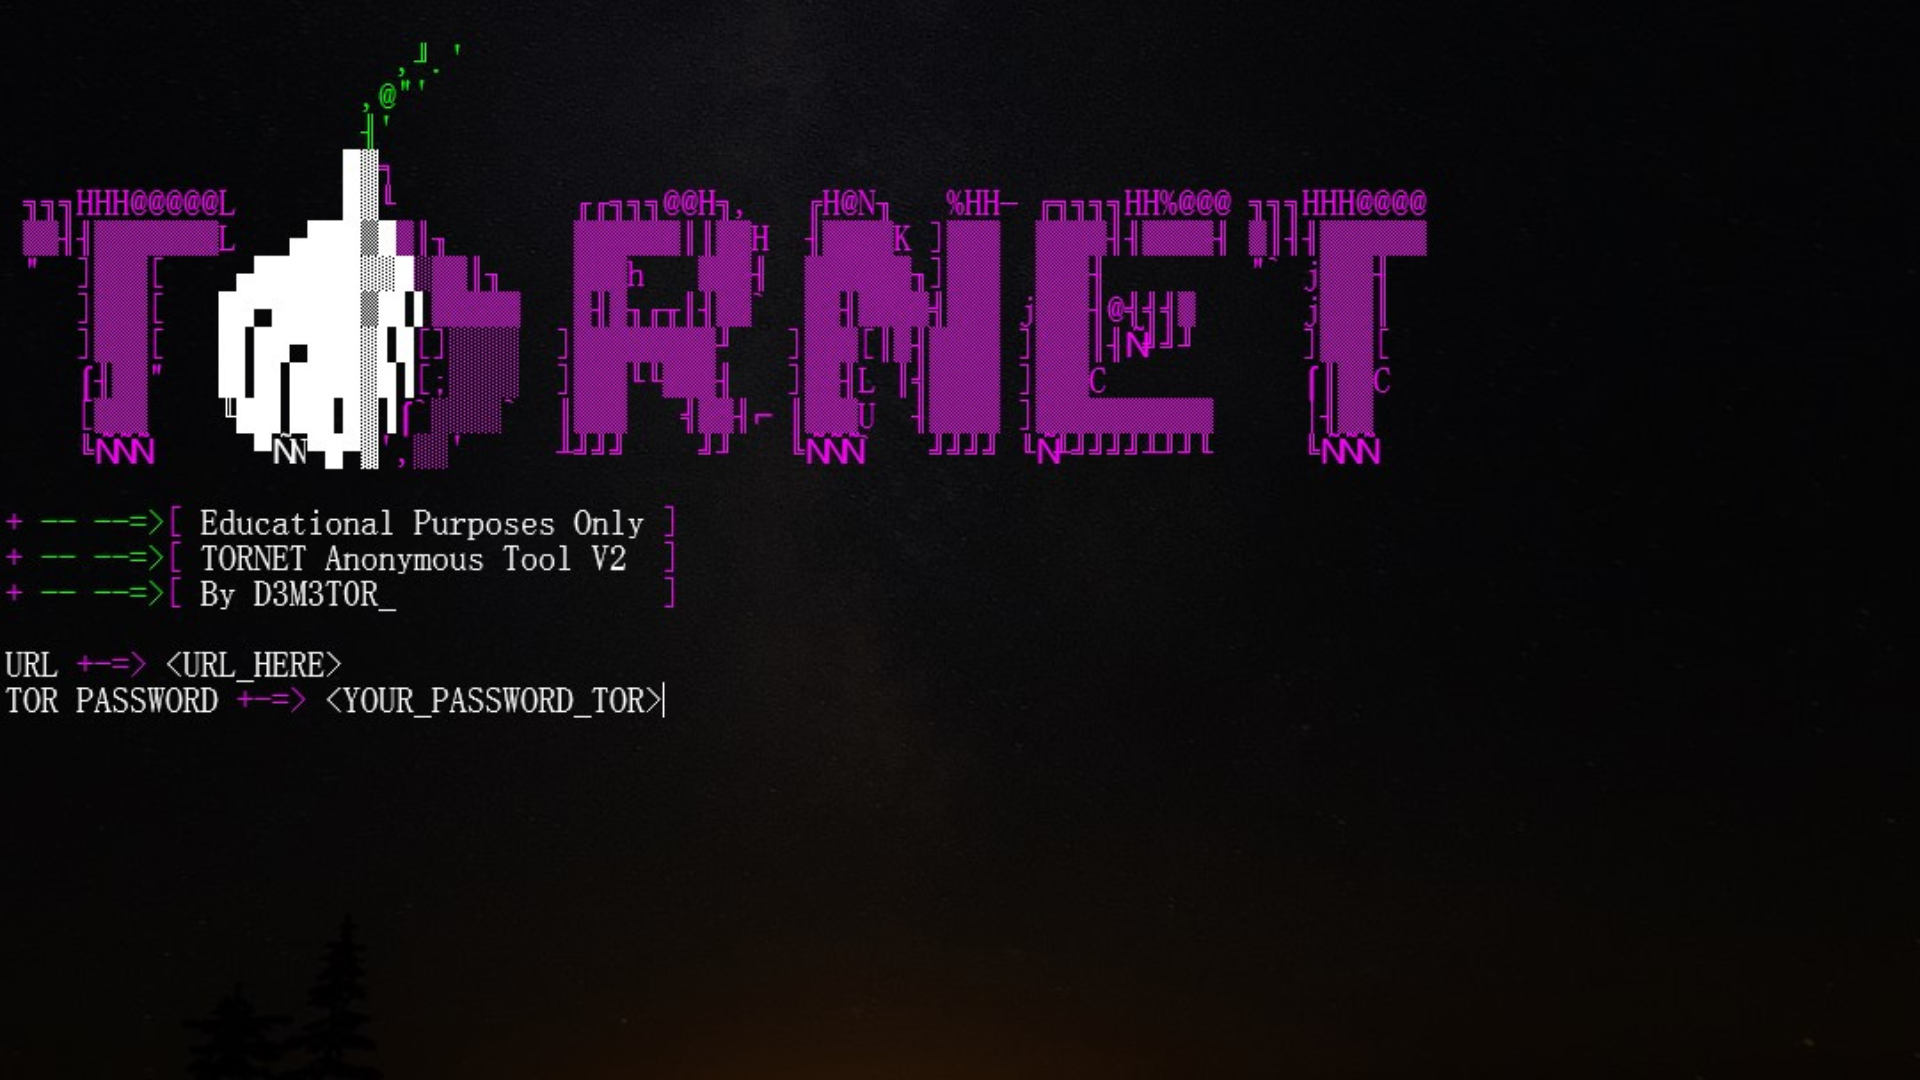 TORNET
+ -- --=>[ Educational Purposes Only ]
+ -- --=>[ TORNET Anonymous Tool V2 ]
+ -- --=>[ By D3M3TOR_ ]
URL +-=> <URL_HERE>
TOR PASSWORD +-=> <YOUR_PASSWORD_TOR>